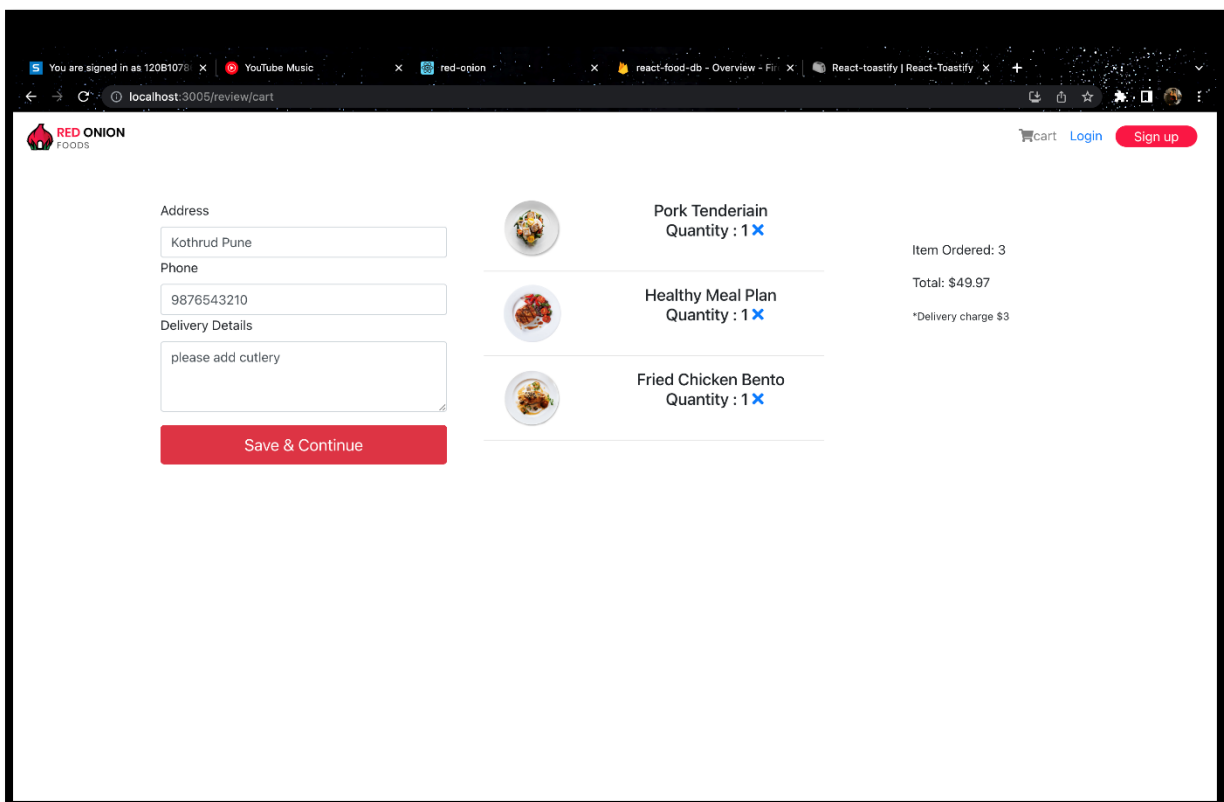 You are signed in as 120B1078
YouTube Music
red-onion
react-food-db - Overview - Fir
React-toastify | React-Toastify
localhost:3005/review/cart
RED ONION
FOODS
cart
Login
Sign up
Address
Kothrud Pune
Phone
9876543210
Delivery Details
please add cutlery
Save & Continue
Pork Tenderiain
Quantity : 1
Healthy Meal Plan
Quantity : 1
Fried Chicken Bento
Quantity : 1
Item Ordered: 3
Total: $49.97
*Delivery charge $3